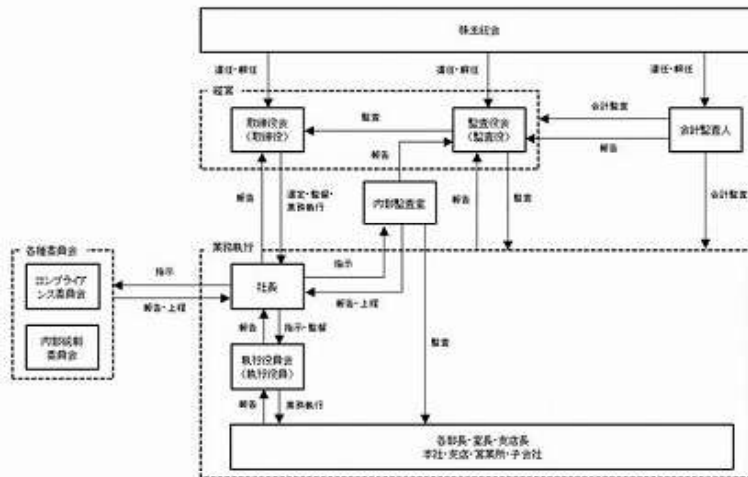 株主総会
選任・解任
選任・解任
選任・解任
経営
取締役会
（取締役）
監査
監査役会
（監査役）
会計監査
報告
会計監査人
報告
選定・監督・
業務執行
報告
内部監査室
報告
監査
会計監査
各種委員会
業務執行
コンプライ
アンス委員会
指示
報告・上程
社長
指示
報告・上程
内部統制
委員会
報告
指示・監督
監査
執行役員会
（執行役員）
報告
業務執行
各部長・室長・支店長
本社・支店・営業所・子会社